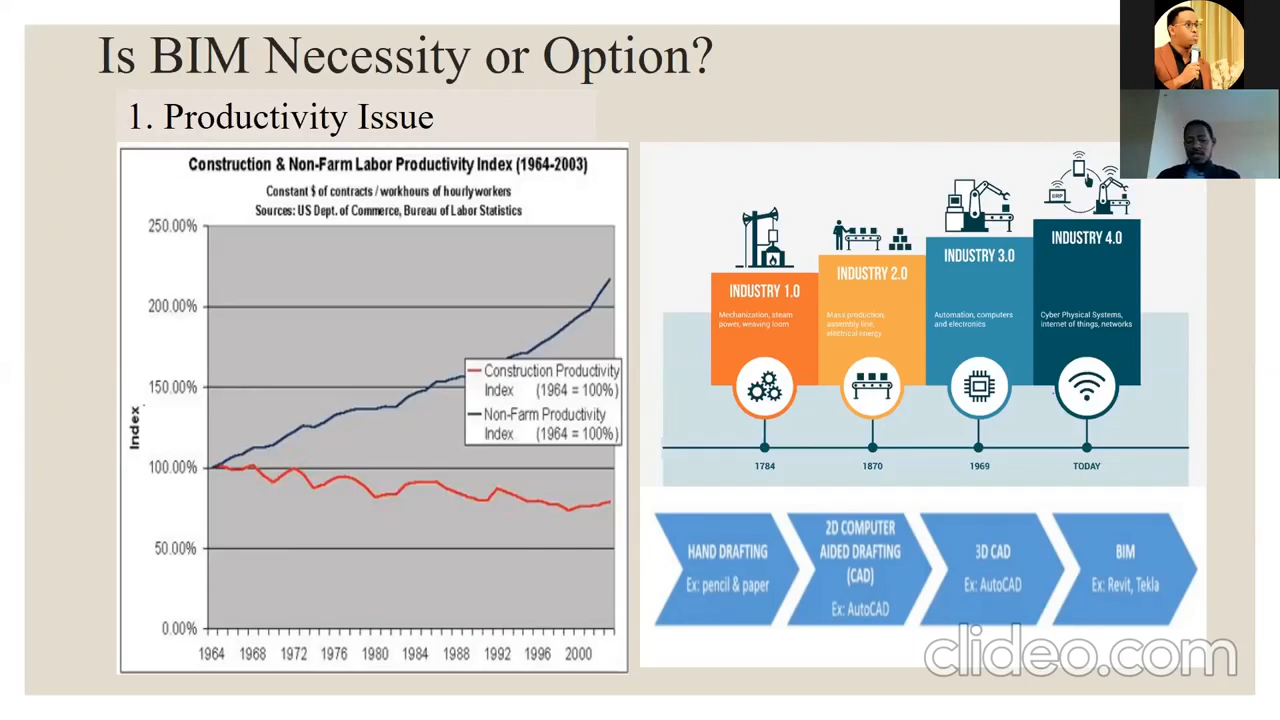 Is BIM Necessity or Option?
1. Productivity Issue
Construction & Non-Farm Labor Productivity Index (1964-2003)
Constant $ of contracts / workhours of hourly workers
Sources: US Dept. of Commerce, Bureau of Labor Statistics
250.00%
200.00%
150.00%
100.00%
50.00%
0.00%
Index
Construction Productivity
Index (1964 = 100%)
Non-Farm Productivity
Index (1964 = 100%)
1964 1968 1972 1976 1980 1984 1988 1992 1996 2000
ERP
INDUSTRY 1.0
Mechanization, steam
power, weaving loom
INDUSTRY 2.0
Mass production,
assembly line,
electrical energy
INDUSTRY 3.0
Automation, computers
and electronics
INDUSTRY 4.0
Cyber Physical Systems,
internet of things, networks
1784 1870 1969 TODAY
HAND DRAFTING
Ex: pencil & paper
2D COMPUTER
AIDED DRAFTING
(CAD)
Ex: AutoCAD
3D CAD
Ex: AutoCAD
BIM
Ex: Revit, Tekla
clideo.com